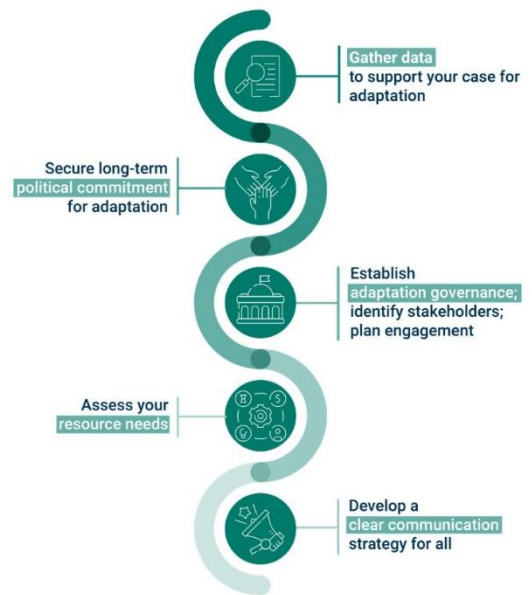 Gather data
to support your case for
adaptation
Secure long-term
political commitment
for adaptation
Establish
adaptation governance;
identify stakeholders;
plan engagement
Assess your
resource needs
Develop a
clear communication
strategy for all